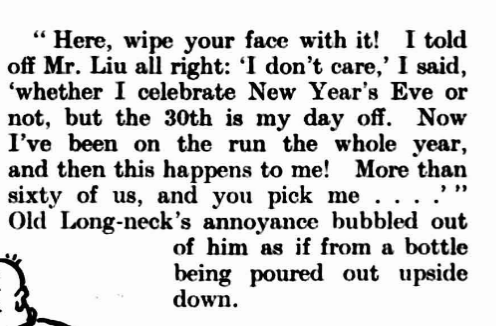 “ Here, wipe your face with it! I told
off Mr. Liu all right: ‘I don’t care,’ I said,
‘whether I celebrate New Year’s Eve or
not, but the 30th is my day off. Now
I’ve been on the run the whole year,
and then this happens to me! More than
sixty of us, and you pick me . . . .’ ”
Old Long-neck’s annoyance bubbled out
of him as if from a bottle
being poured out upside
down.